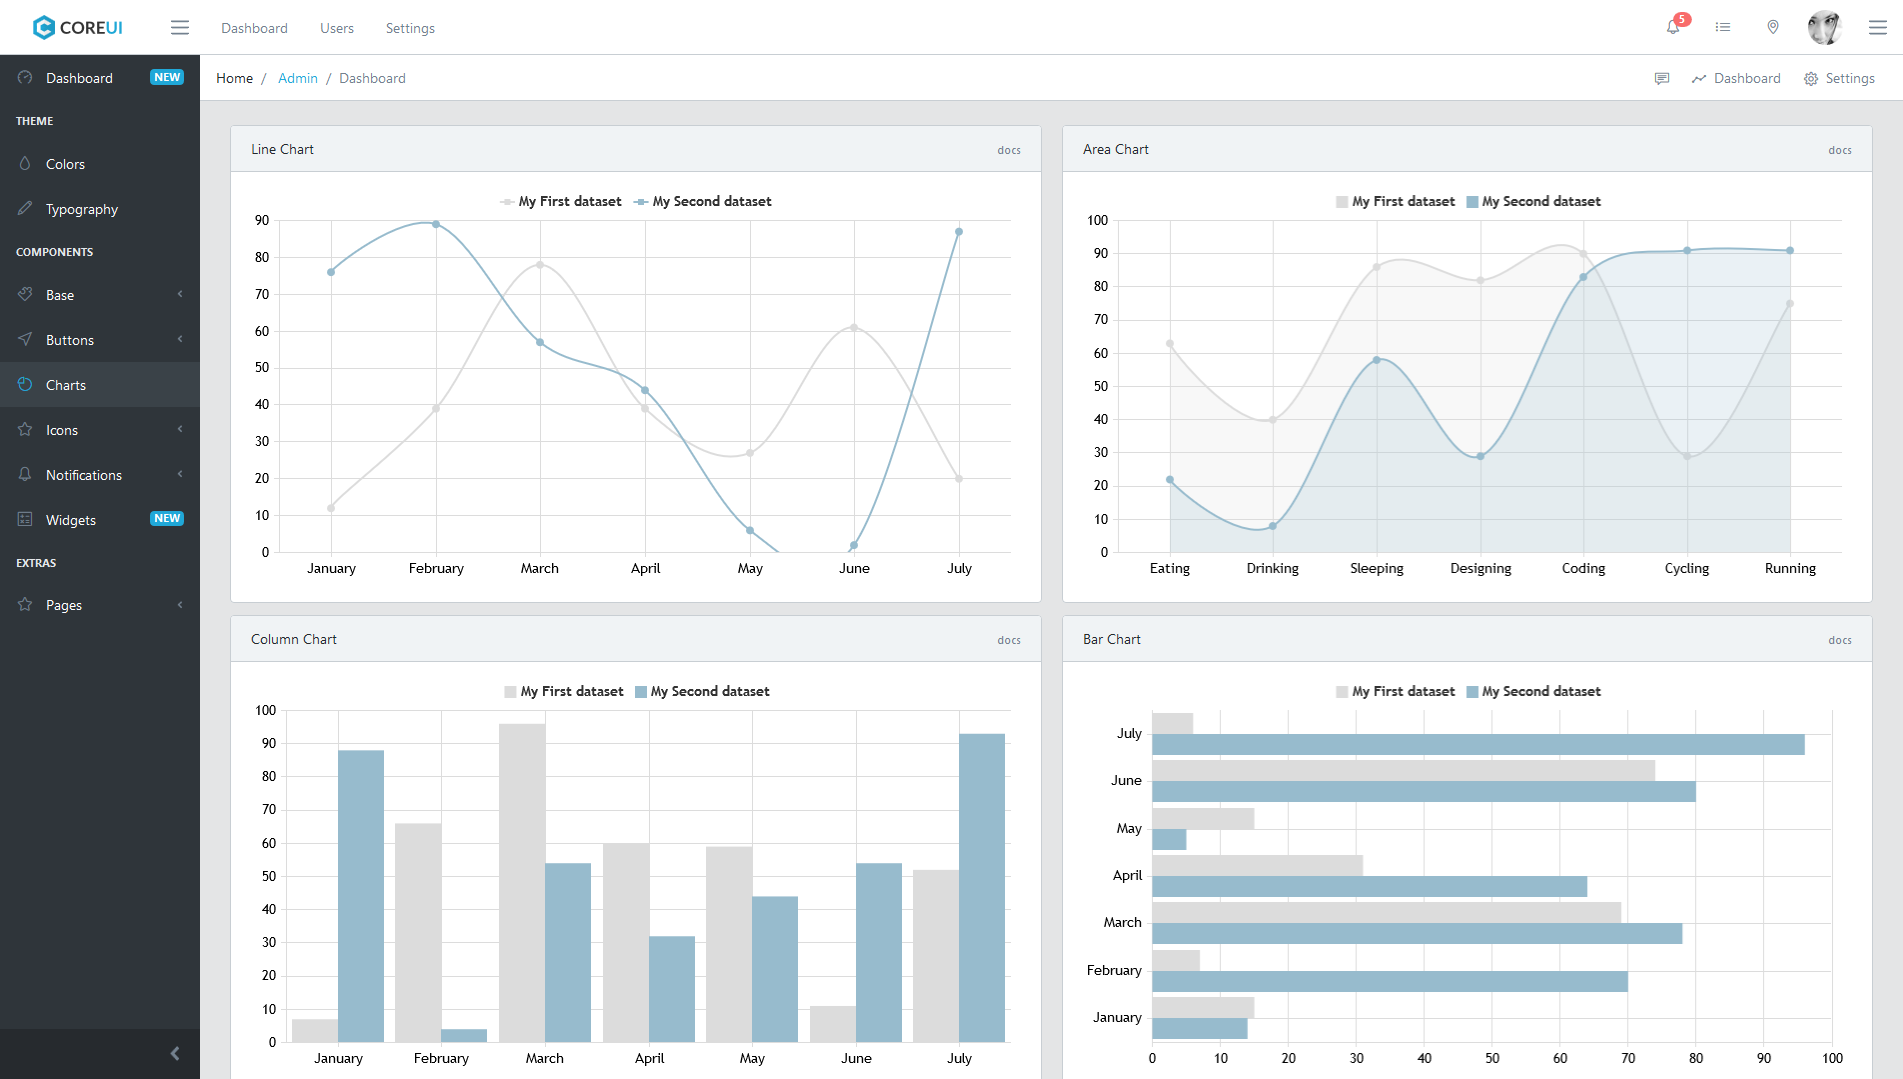 COREUI
Dashboard Users Settings
5
Dashboard NEW
Home / Admin / Dashboard
Dashboard Settings
THEME
Colors
Typography
COMPONENTS
Base
Buttons
Charts
Icons
Notifications
Widgets NEW
EXTRAS
Pages
Line Chart docs
My First dataset My Second dataset
90
80
70
60
50
40
30
20
10
0
January February March April May June July
Area Chart docs
My First dataset My Second dataset
100
90
80
70
60
50
40
30
20
10
0
Eating Drinking Sleeping Designing Coding Cycling Running
Column Chart docs
My First dataset My Second dataset
100
90
80
70
60
50
40
30
20
10
0
January February March April May June July
Bar Chart docs
My First dataset My Second dataset
July
June
May
April
March
February
January
0 10 20 30 40 50 60 70 80 90 100